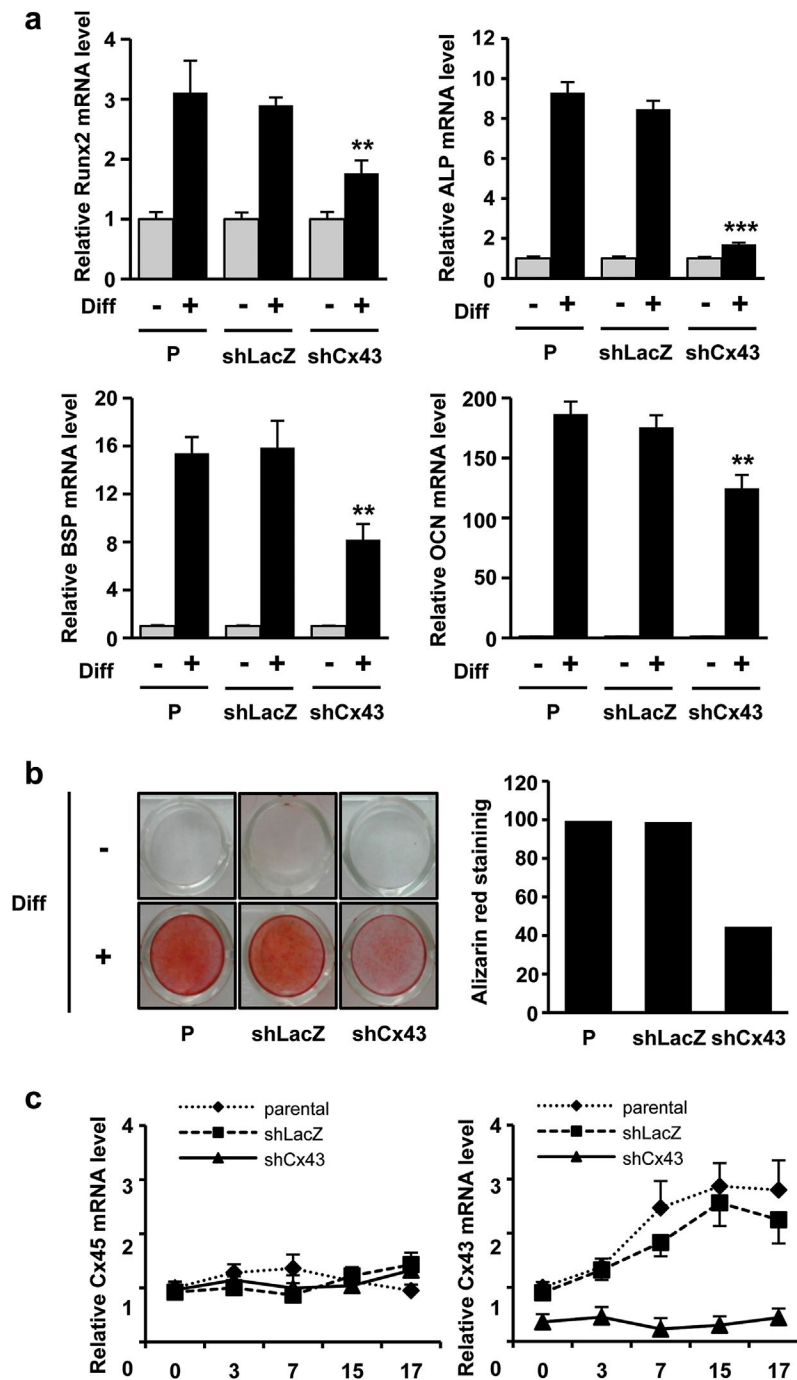 a
Relative Runx2 mRNA level
4
3
2
1
0
**
Diff - + - + - +
P shLacZ shCx43
Relative ALP mRNA level
12
10
8
6
4
2
0
***
Diff - + - + - +
P shLacZ shCx43
Relative BSP mRNA level
20
16
12
8
4
0
**
Diff - + - + - +
P shLacZ shCx43
Relative OCN mRNA level
200
150
100
50
0
**
Diff - + - + - +
P shLacZ shCx43
b
Diff
-
+
P shLacZ shCx43
Alizarin red staininig
120
100
80
60
40
20
0
P shLacZ shCx43
c
parental
shLacZ
shCx43
Relative Cx45 mRNA level
4
3
2
1
0
0 3 7 15 17
parental
shLacZ
shCx43
Relative Cx43 mRNA level
4
3
2
1
0
0 3 7 15 17